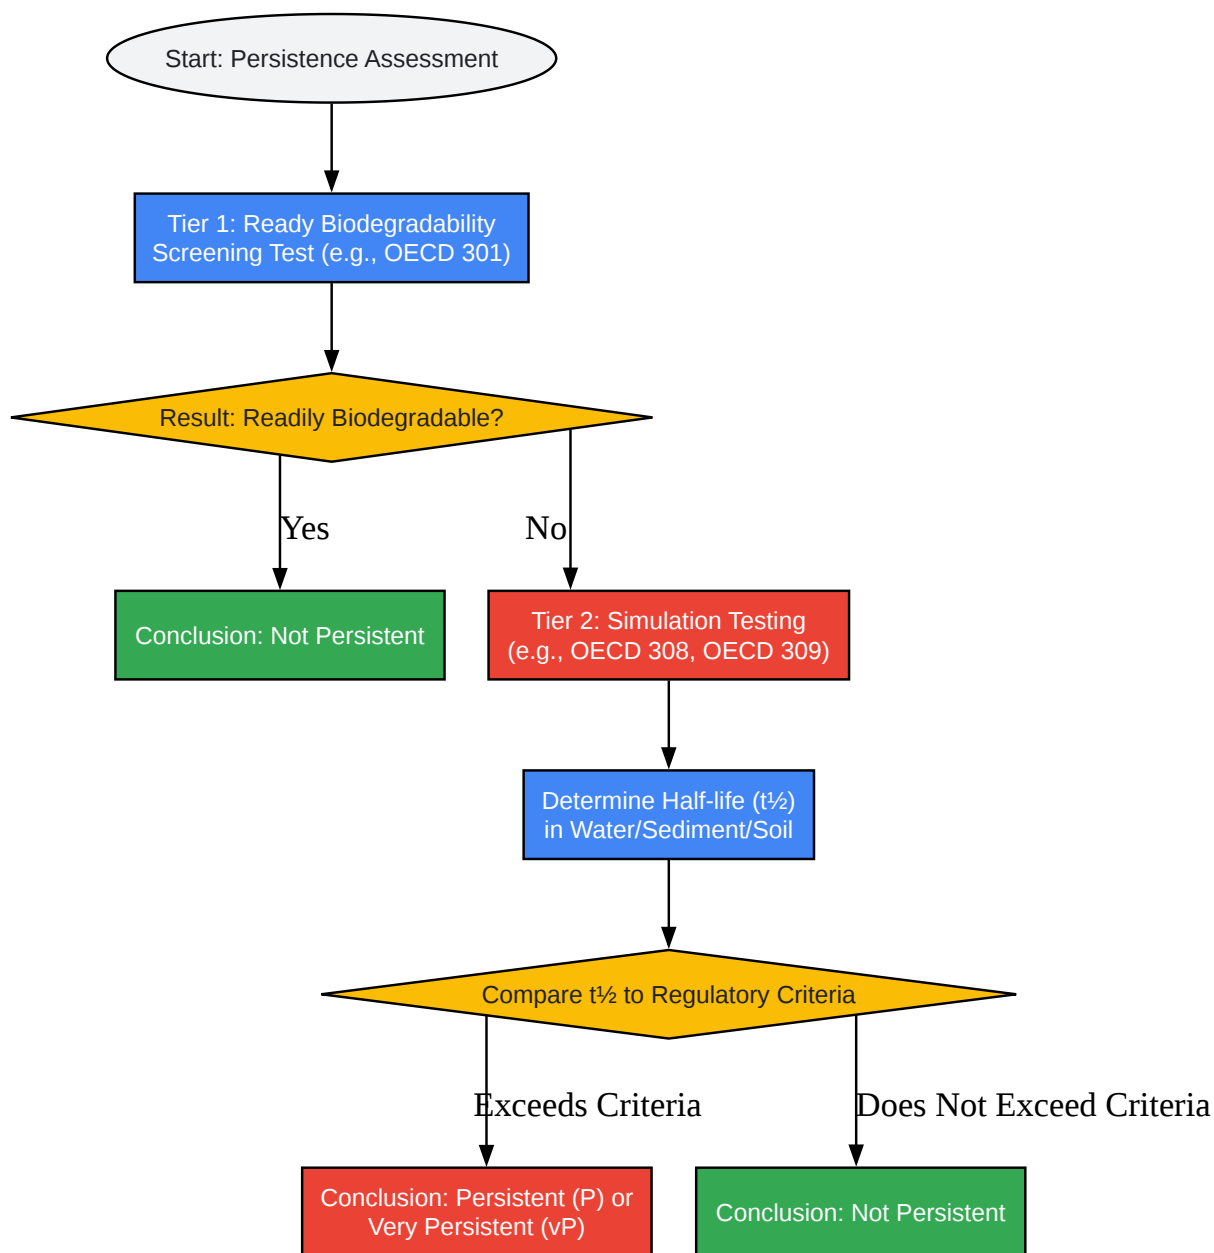 Start: Persistence Assessment
Tier 1: Ready Biodegradability
Screening Test (e.g., OECD 301)
Result: Readily Biodegradable?
Yes
No
Conclusion: Not Persistent
Tier 2: Simulation Testing
(e.g., OECD 308, OECD 309)
Determine Half-life (t½)
in Water/Sediment/Soil
Compare t½ to Regulatory Criteria
Exceeds Criteria
Does Not Exceed Criteria
Conclusion: Persistent (P) or
Very Persistent (vP)
Conclusion: Not Persistent